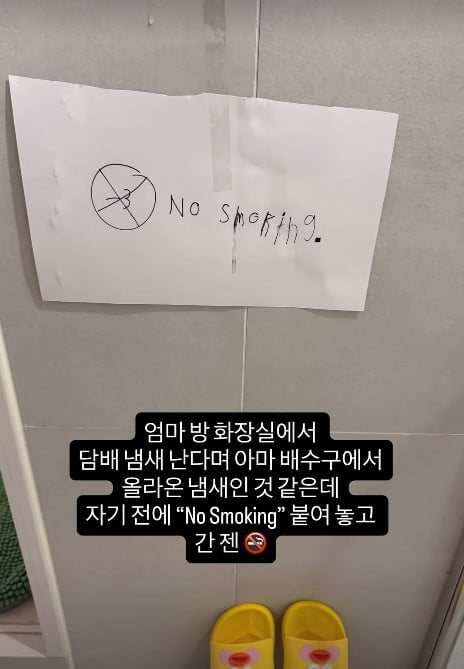 No smoking.
엄마 방 화장실에서
담배 냄새 난다며 아마 배수구에서
올라온 냄새인 것 같은데
자기 전에 “No Smoking” 붙여 놓고
간 젠 🚭